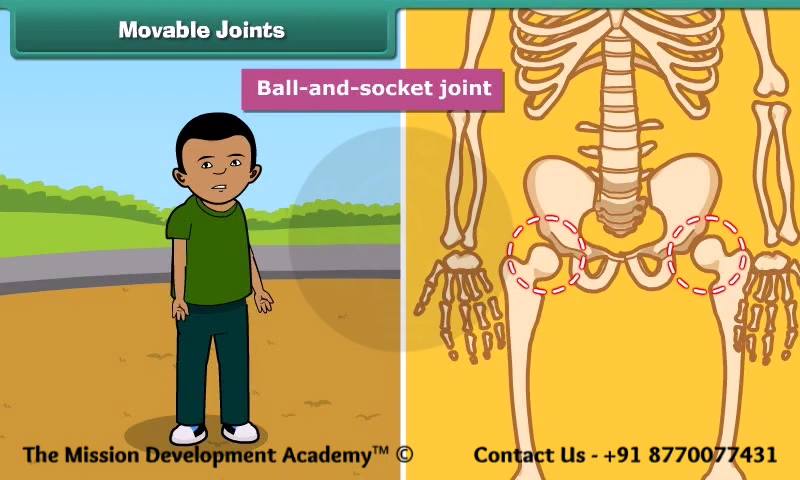 Movable Joints
Ball-and-socket joint
The Mission Development Academy™ ©
Contact Us - +91 8770077431